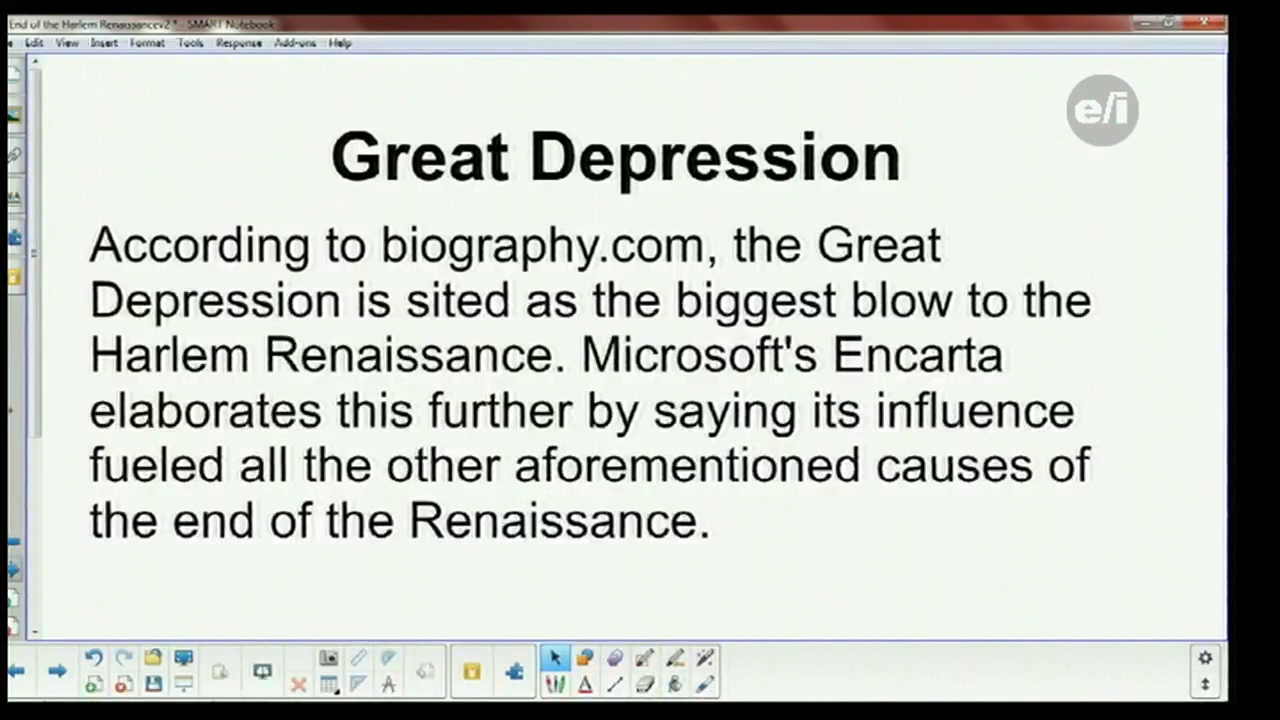 End of the Harlem Renaissancev2 * - SMART Notebook
Edit View Insert Format Tools Response Add-ons Help
e/i
Great Depression
According to biography.com, the Great
Depression is sited as the biggest blow to the
Harlem Renaissance. Microsoft's Encarta
elaborates this further by saying its influence
fueled all the other aforementioned causes of
the end of the Renaissance.